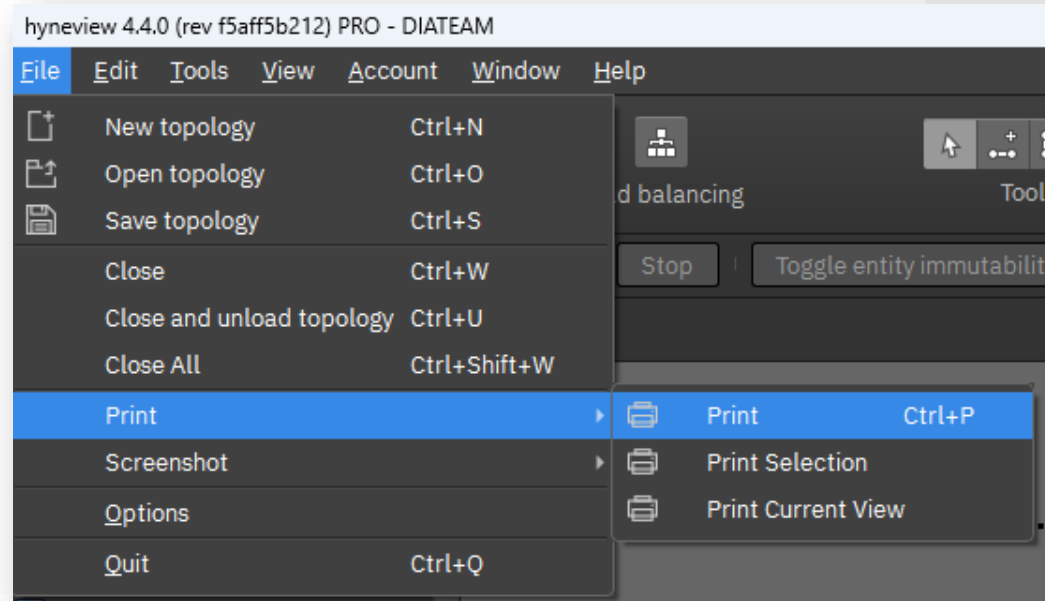 hyneview 4.4.0 (rev f5aff5b212) PRO - DIATEAM
File Edit Tools View Account Window Help
New topology Ctrl+N
Open topology Ctrl+O
Save topology Ctrl+S
balancing
Close Ctrl+W
Stop Toggle entity
Close and unload topology Ctrl+U
Close All Ctrl+Shift+W
Print
Print Ctrl+P
Screenshot
Print Selection
Options
Print Current View
Quit Ctrl+Q